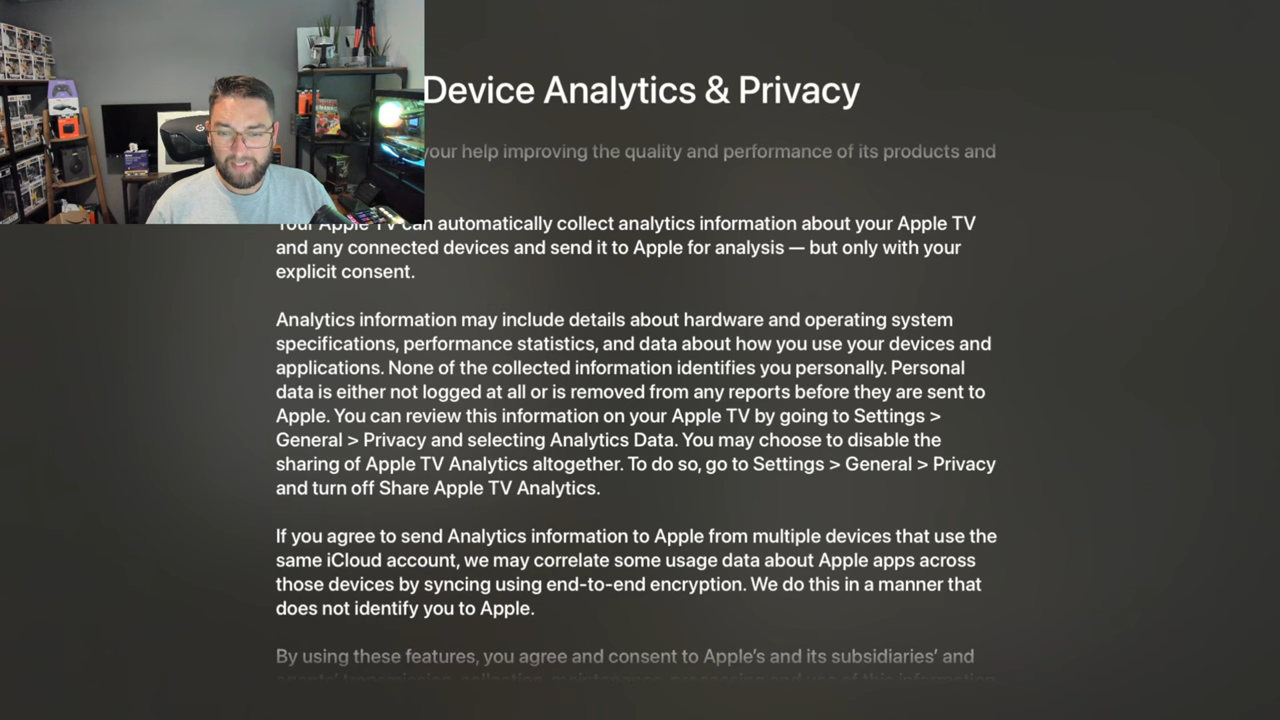 Device Analytics & Privacy
your help improving the quality and performance of its products and
Your Apple TV can automatically collect analytics information about your Apple TV
and any connected devices and send it to Apple for analysis — but only with your
explicit consent.
Analytics information may include details about hardware and operating system
specifications, performance statistics, and data about how you use your devices and
applications. None of the collected information identifies you personally. Personal
data is either not logged at all or is removed from any reports before they are sent to
Apple. You can review this information on your Apple TV by going to Settings >
General > Privacy and selecting Analytics Data. You may choose to disable the
sharing of Apple TV Analytics altogether. To do so, go to Settings > General > Privacy
and turn off Share Apple TV Analytics.
If you agree to send Analytics information to Apple from multiple devices that use the
same iCloud account, we may correlate some usage data about Apple apps across
those devices by syncing using end-to-end encryption. We do this in a manner that
does not identify you to Apple.
By using these features, you agree and consent to Apple’s and its subsidiaries’ and